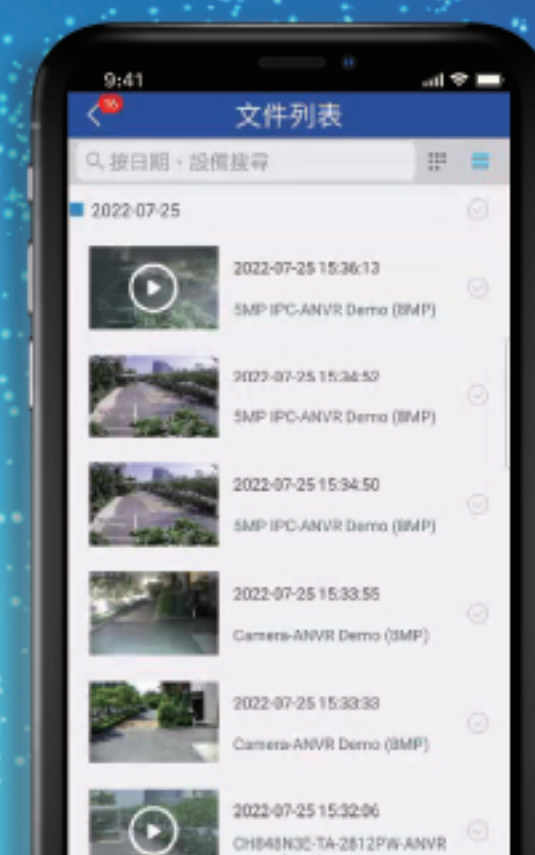 9:41
16
文件列表
按日期、設備搜尋
2022-07-25
2022-07-25 15:36:13
5MP IPC-ANVR Demo (8MP)
2022-07-25 15:34:52
5MP IPC-ANVR Demo (8MP)
2022-07-25 15:34:50
5MP IPC-ANVR Demo (8MP)
2022-07-25 15:33:55
Camera-ANVR Demo (8MP)
2022-07-25 15:33:33
Camera-ANVR Demo (8MP)
2022-07-25 15:32:06
CH848N3E-TA-2812PW-ANVR